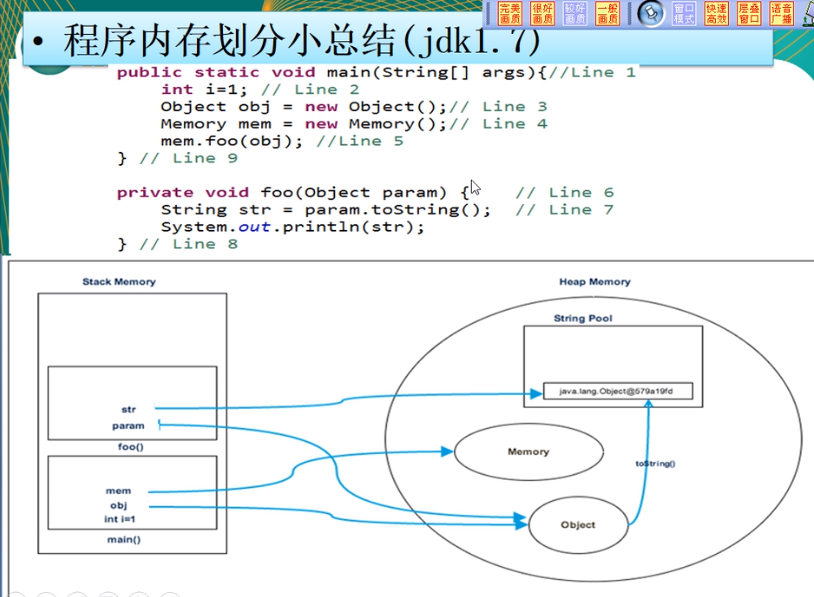 完美画质 很好画质 较好画质 一般画质 窗口模式 快速高效 层叠窗口 语音广播
• 程序内存划分小总结(jdk1.7)
public static void main(String[] args){//Line 1
int i=1; // Line 2
Object obj = new Object();// Line 3
Memory mem = new Memory();// Line 4
mem.foo(obj); //Line 5
} // Line 9
private void foo(Object param) { // Line 6
String str = param.toString(); // Line 7
System.out.println(str);
} // Line 8
Stack Memory
Heap Memory
String Pool
java.lang.Object@579a19fd
str
param
foo()
Memory
toString()
mem
obj
int i=1
Object
main()